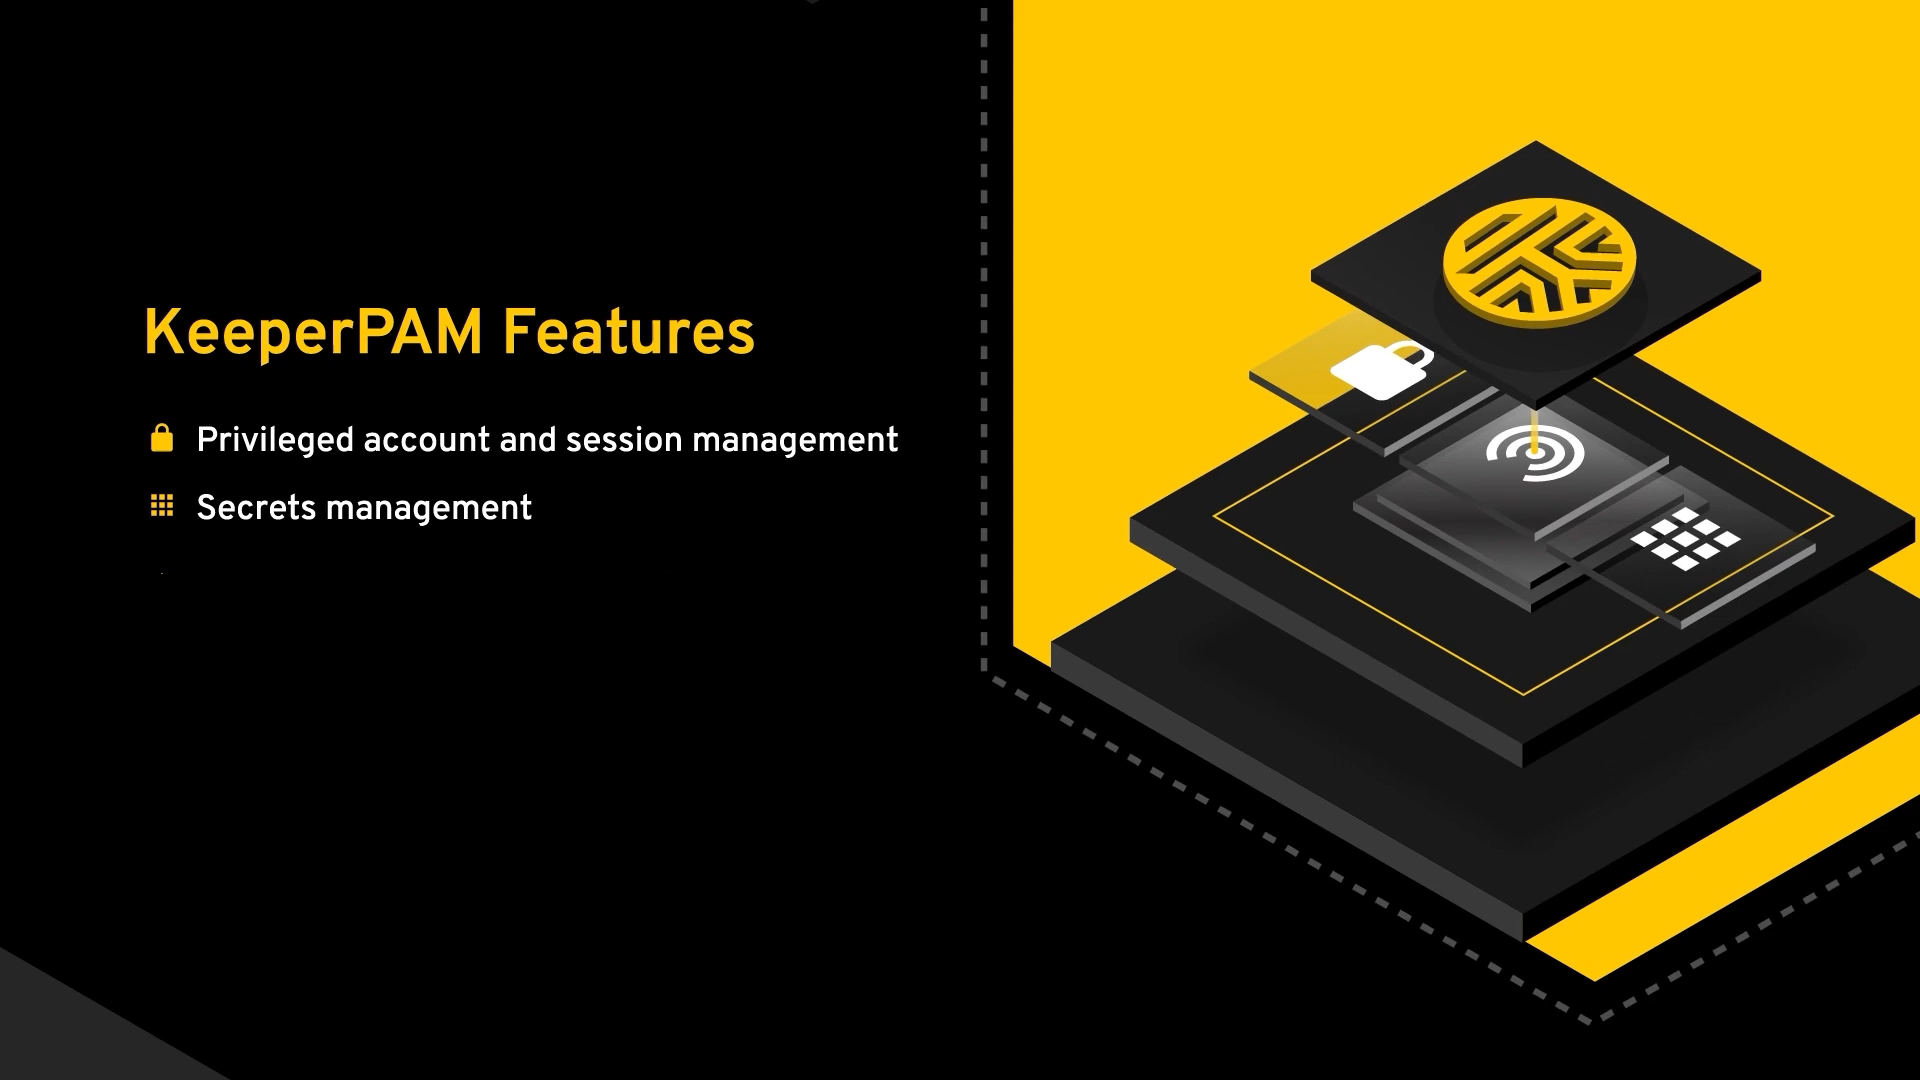 KeeperPAM Features
Privileged account and session management
Secrets management